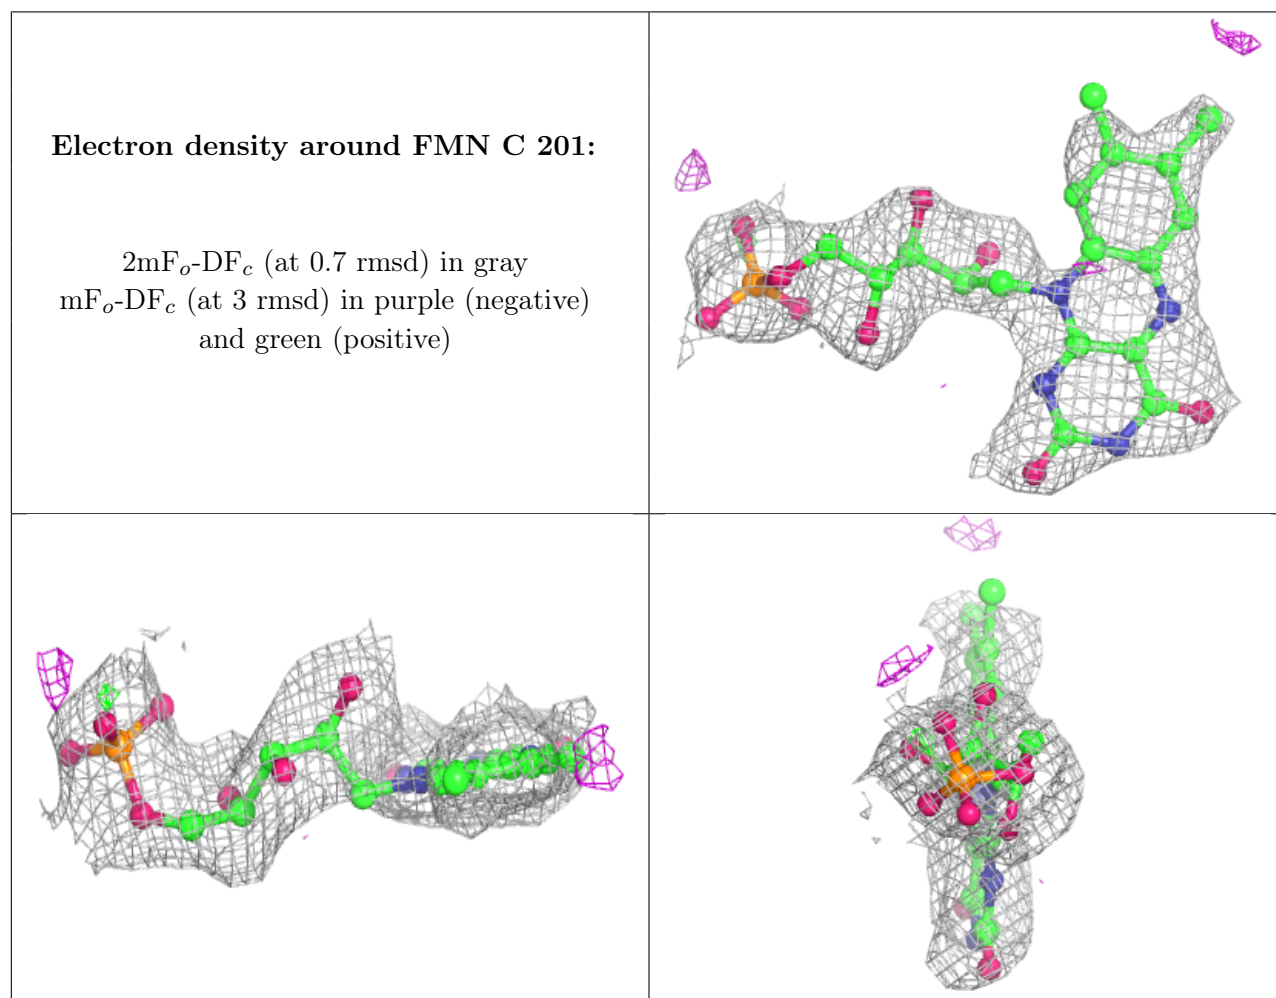 Electron density around FMN C 201:
2mFo-DFc (at 0.7 rmsd) in gray
mFo-DFc (at 3 rmsd) in purple (negative)
and green (positive)